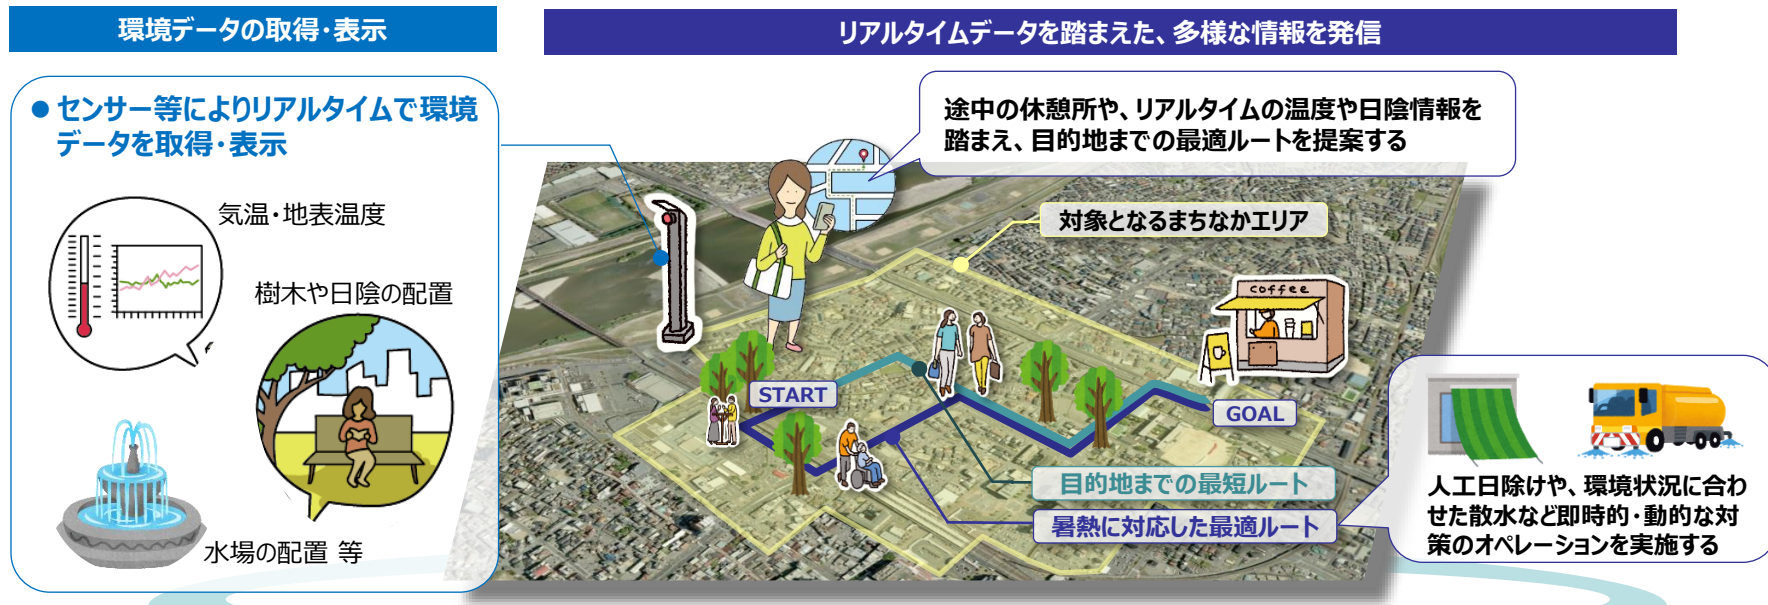 環境データの取得・表示
リアルタイムデータを踏まえた、多様な情報を発信
● センサー等によりリアルタイムで環境
データを取得・表示
気温・地表温度
樹木や日陰の配置
水場の配置 等
途中の休憩所や、リアルタイムの温度や日陰情報を
踏まえ、目的地までの最適ルートを提案する
対象となるまちなかエリア
coffee
START
GOAL
目的地までの最短ルート
暑熱に対応した最適ルート
人工日除けや、環境状況に合わ
せた散水など即時的・動的な対
策のオペレーションを実施する